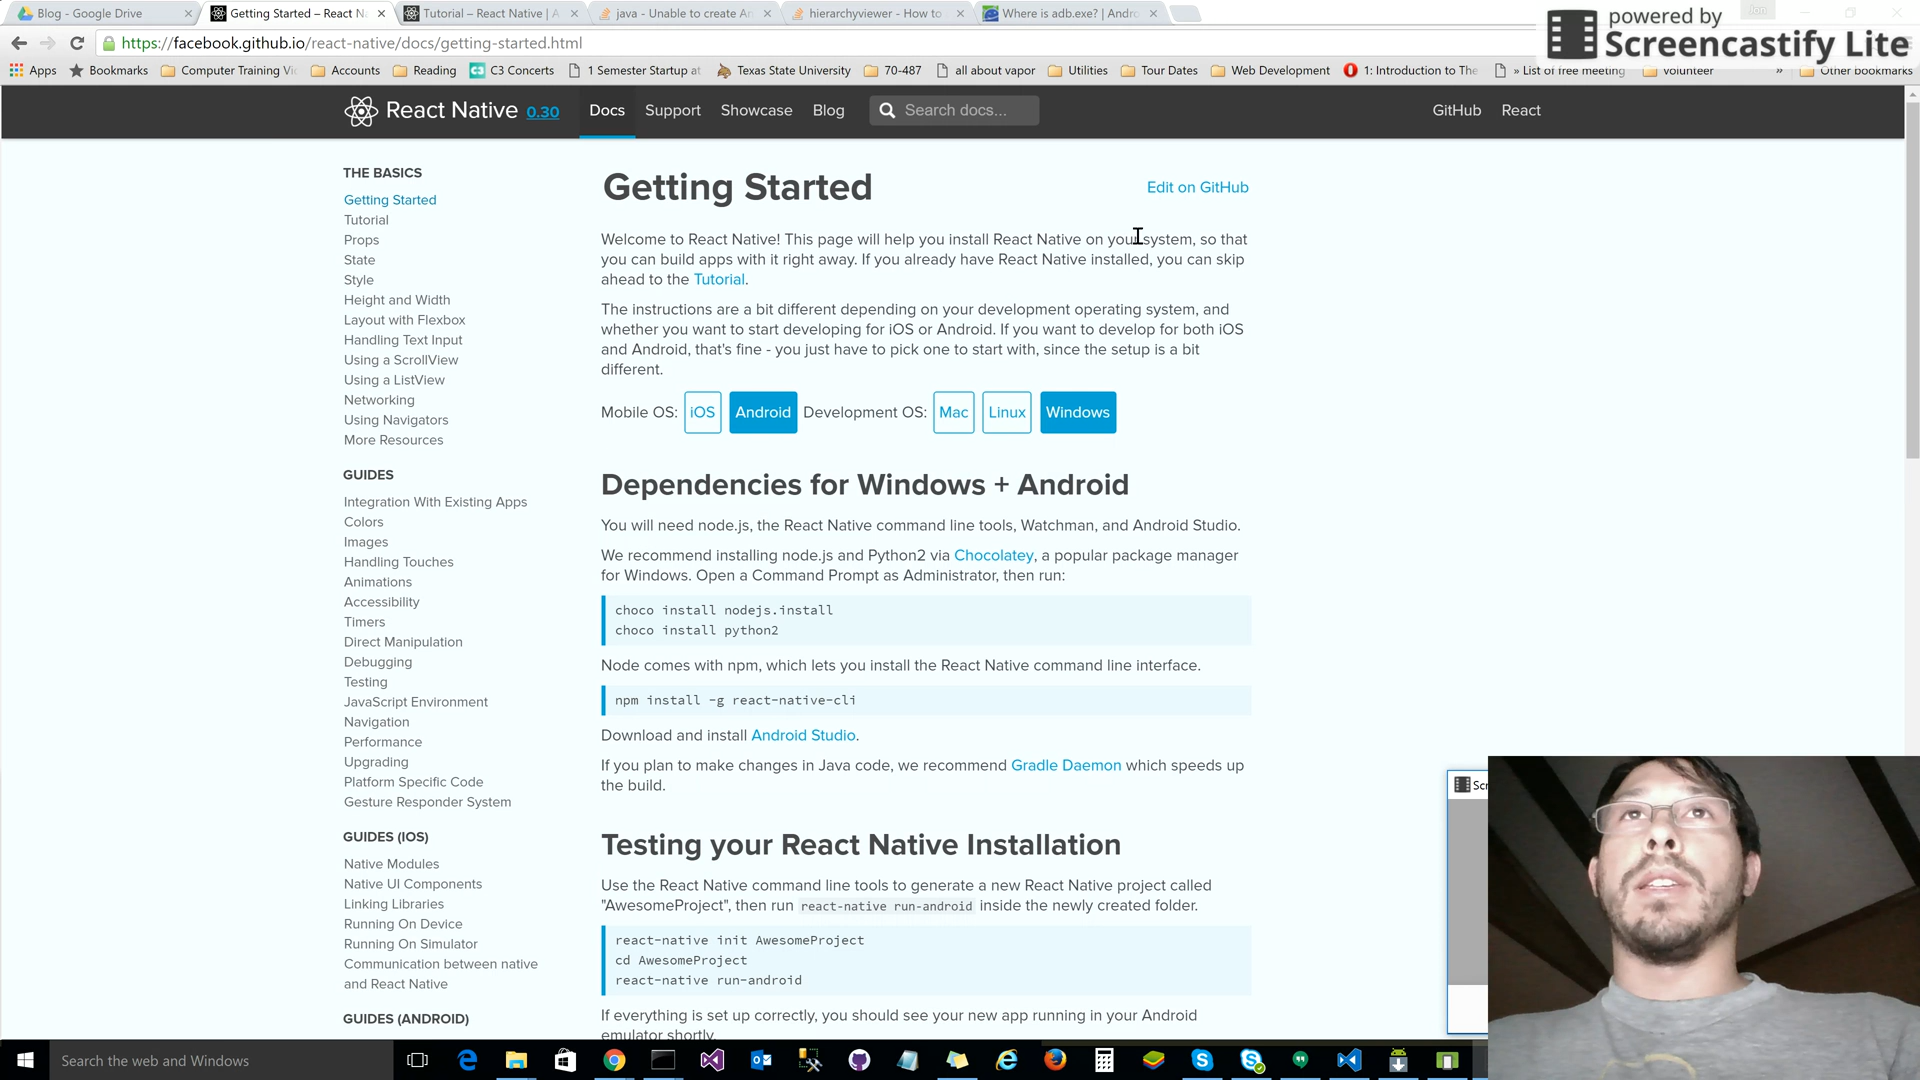 Blog - Google Drive
Getting Started – React N
Tutorial – React Native | A
java - Unable to create An
hierarchyviewer - How to
Where is adb.exe? | Andro
Jon
https://facebook.github.io/react-native/docs/getting-started.html
powered by
Screencastify Lite
Apps
Bookmarks
Computer Training Vi
Accounts
Reading
C3 Concerts
1 Semester Startup at
Texas State University
70-487
all about vapor
Utilities
Tour Dates
Web Development
1: Introduction to The
» List of free meeting
Volunteer
»
Other bookmarks
React Native 0.30
Docs
Support
Showcase
Blog
Search docs...
GitHub
React
THE BASICS
Getting Started
Tutorial
Props
State
Style
Height and Width
Layout with Flexbox
Handling Text Input
Using a ScrollView
Using a ListView
Networking
Using Navigators
More Resources
GUIDES
Integration With Existing Apps
Colors
Images
Handling Touches
Animations
Accessibility
Timers
Direct Manipulation
Debugging
Testing
JavaScript Environment
Navigation
Performance
Upgrading
Platform Specific Code
Gesture Responder System
GUIDES (IOS)
Native Modules
Native UI Components
Linking Libraries
Running On Device
Running On Simulator
Communication between native
and React Native
GUIDES (ANDROID)
Getting Started
Edit on GitHub
Welcome to React Native! This page will help you install React Native on your system, so that
you can build apps with it right away. If you already have React Native installed, you can skip
ahead to the Tutorial.
The instructions are a bit different depending on your development operating system, and
whether you want to start developing for iOS or Android. If you want to develop for both iOS
and Android, that's fine - you just have to pick one to start with, since the setup is a bit
different.
Mobile OS: iOS Android Development OS: Mac Linux Windows
Dependencies for Windows + Android
You will need node.js, the React Native command line tools, Watchman, and Android Studio.
We recommend installing node.js and Python2 via Chocolatey, a popular package manager
for Windows. Open a Command Prompt as Administrator, then run:
choco install nodejs.install
choco install python2
Node comes with npm, which lets you install the React Native command line interface.
npm install -g react-native-cli
Download and install Android Studio.
If you plan to make changes in Java code, we recommend Gradle Daemon which speeds up
the build.
Testing your React Native Installation
Use the React Native command line tools to generate a new React Native project called
"AwesomeProject", then run react-native run-android inside the newly created folder.
react-native init AwesomeProject
cd AwesomeProject
react-native run-android
If everything is set up correctly, you should see your new app running in your Android
emulator shortly.
Scr
Search the web and Windows